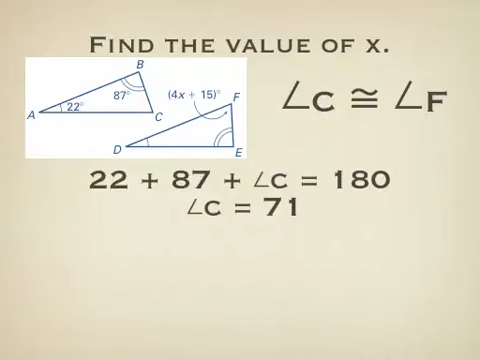 Find the value of x.
B
87°
(4x + 15)°
F
22°
A
C
D
E
∠C ≅ ∠F
22 + 87 + ∠C = 180
∠C = 71